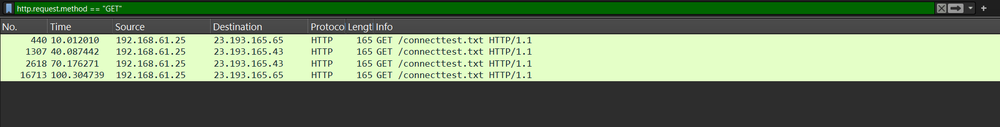 http.request.method == "GET"
No. Time Source Destination Protoco Lengtl Info
440 10.012010 192.168.61.25 23.193.165.65 HTTP 165 GET /connecttest.txt HTTP/1.1
1307 40.087442 192.168.61.25 23.193.165.43 HTTP 165 GET /connecttest.txt HTTP/1.1
2618 70.176271 192.168.61.25 23.193.165.43 HTTP 165 GET /connecttest.txt HTTP/1.1
16713 100.304739 192.168.61.25 23.193.165.65 HTTP 165 GET /connecttest.txt HTTP/1.1